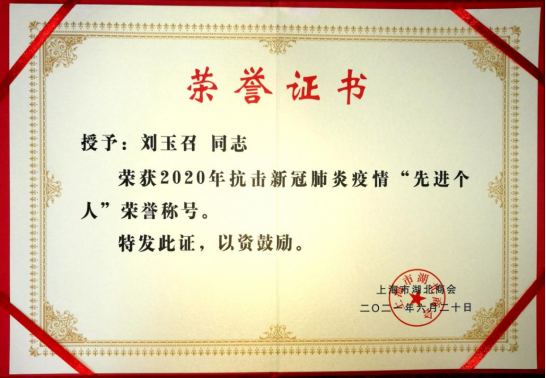 荣誉证书
授予：刘玉召 同志
荣获2020年抗击新冠肺炎疫情“先进个
人”荣誉称号。
特发此证，以资鼓励。
上海市湖北商会
二〇二一年六月二十日